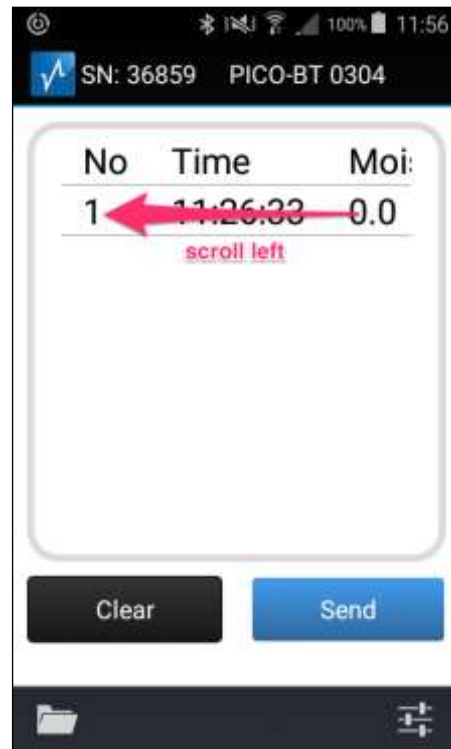 100% 11:56
SN: 36859 PICO-BT 0304
No Time Moi
1 11:26:33 0.0
scroll left
Clear Send